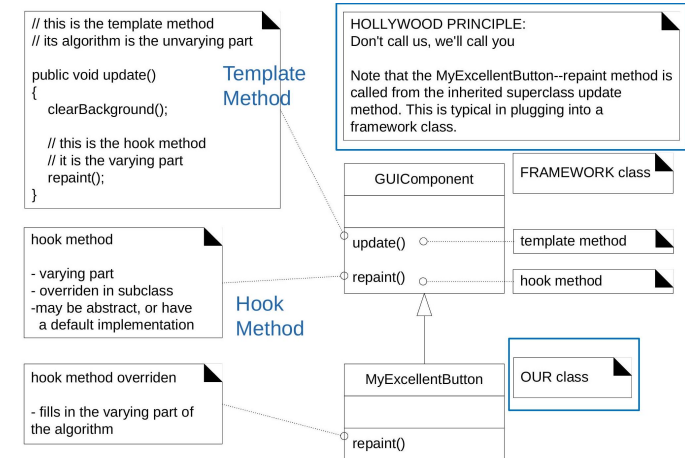 // this is the template method
// its algorithm is the unvarying part
public void update()
{
clearBackground();
// this is the hook method
// it is the varying part
repaint();
}
Template
Method
HOLLYWOOD PRINCIPLE:
Don't call us, we'll call you
Note that the MyExcellentButton--repaint method is
called from the inherited superclass update
method. This is typical in plugging into a
framework class.
GUIComponent
FRAMEWORK class
update()
template method
repaint()
hook method
hook method
- varying part
- overriden in subclass
-may be abstract, or have
a default implementation
Hook
Method
hook method overriden
- fills in the varying part of
the algorithm
MyExcellentButton
OUR class
repaint()